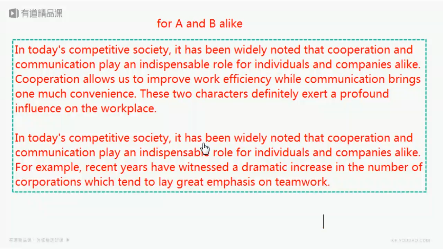 有道精品课
for A and B alike
In today's competitive society, it has been widely noted that cooperation and
communication play an indispensable role for individuals and companies alike.
Cooperation allows us to improve work efficiency while communication brings
one much convenience. These two characters definitely exert a profound
influence on the workplace.
In today's competitive society, it has been widely noted that cooperation and
communication play an indispensable role for individuals and companies alike.
For example, recent years have witnessed a dramatic increase in the number of
corporations which tend to lay great emphasis on teamwork.